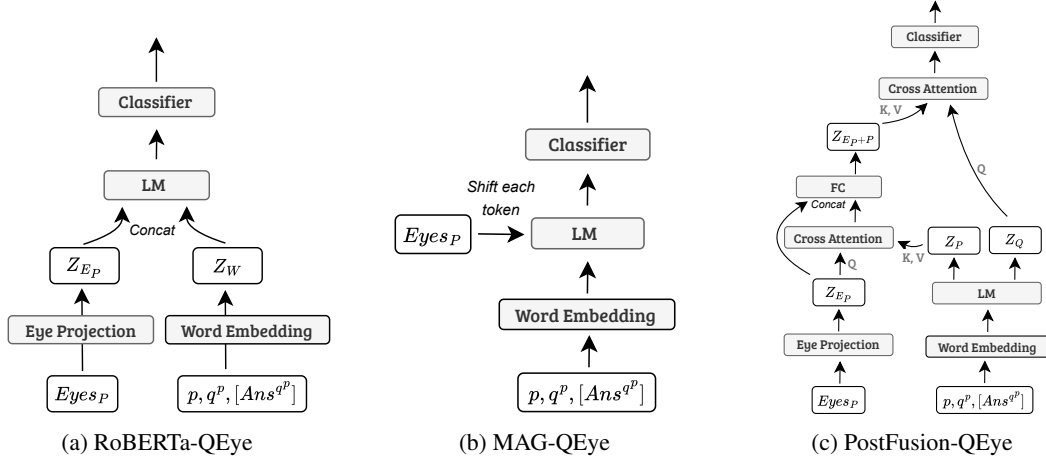 Classifier
LM
Concat
Z_{E_P}
Z_W
Eye Projection
Word Embedding
Eyes_P
p, q^p, [Ans^{q^p}]
(a) RoBERTa-QEye
Classifier
Shift each
token
Eyes_P
LM
Word Embedding
p, q^p, [Ans^{q^p}]
(b) MAG-QEye
Classifier
Cross Attention
K, V
Z_{E_P+P}
Q
FC
Concat
Cross Attention
Z_P
Z_Q
Q
K, V
Z_{E_P}
LM
Eye Projection
Word Embedding
Eyes_P
p, q^p, [Ans^{q^p}]
(c) PostFusion-QEye